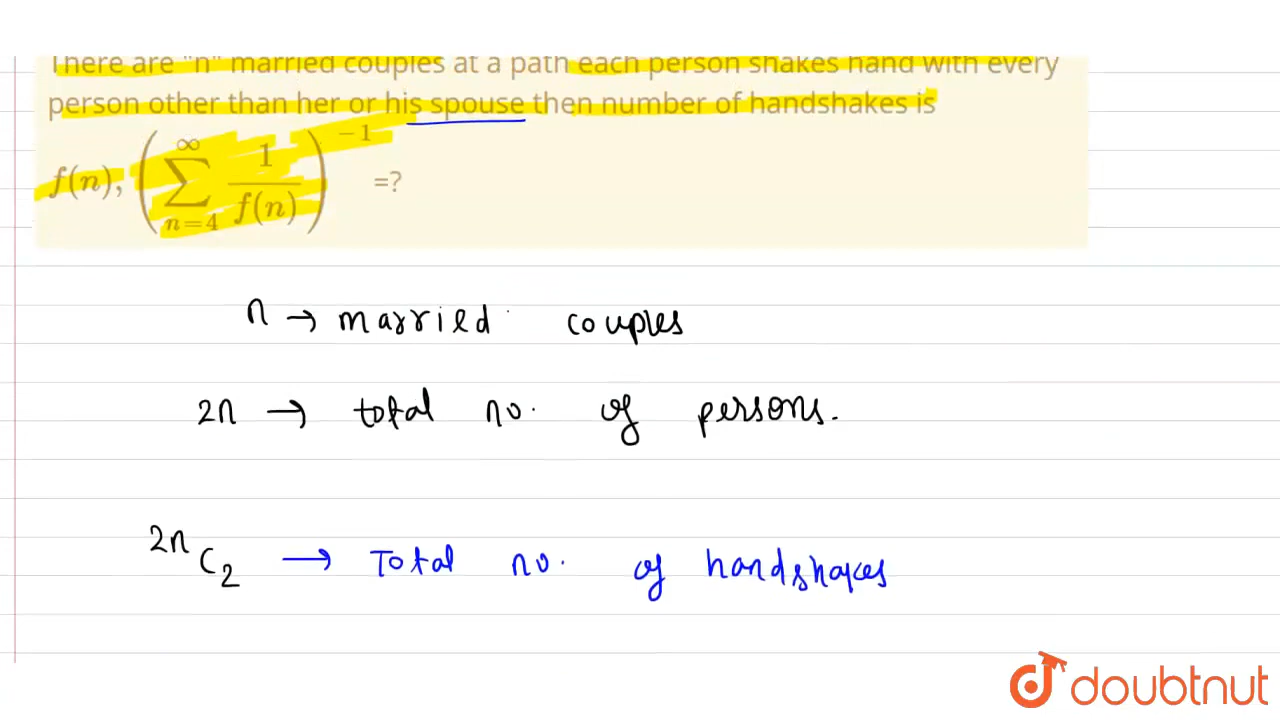 There are "n" married couples at a path each person shakes hand with every
person other than her or his spouse then number of handshakes is
f(n), (∑_{n=4}^{∞} 1/f(n))^{-1} =?
n → married couples
2n → total no. of persons.
2n C2 → Total no. of handshakes
doubtnut